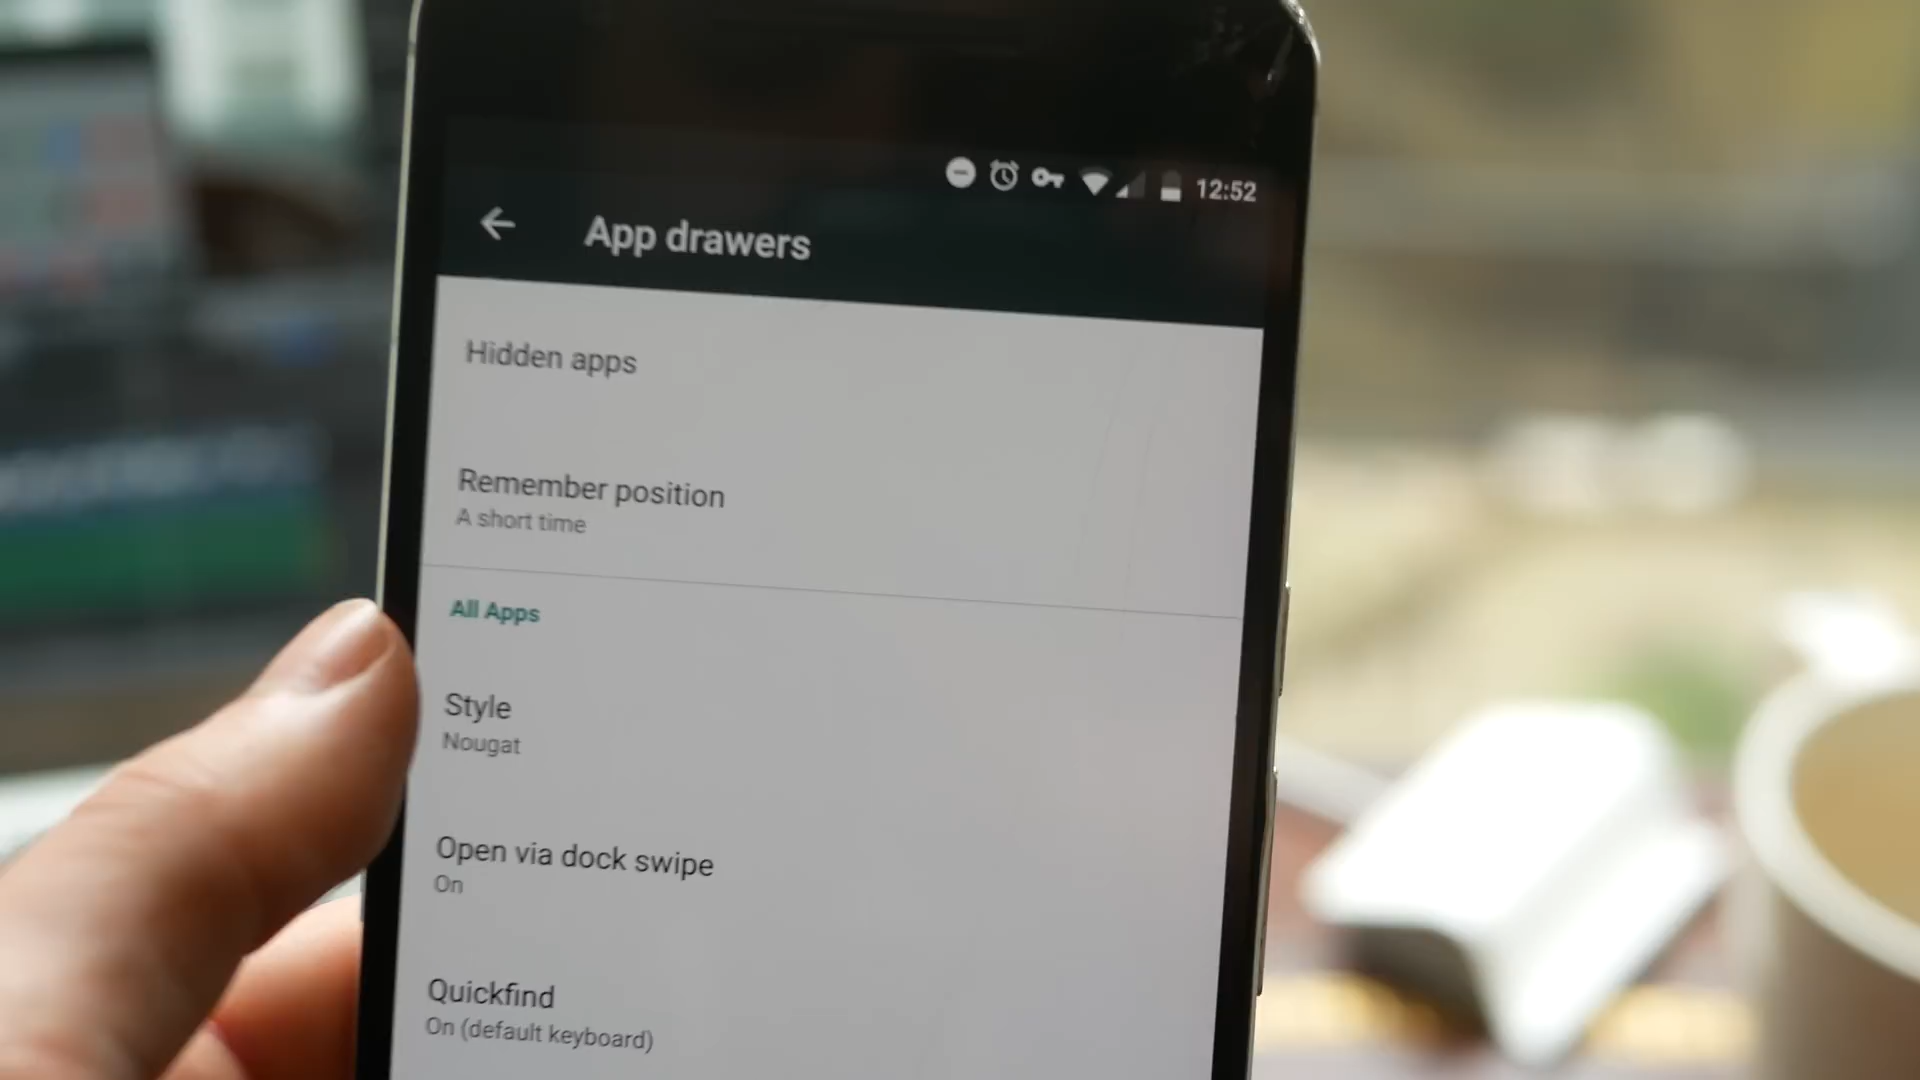 12:52
App drawers
Hidden apps
Remember position
A short time
All Apps
Style
Nougat
Open via dock swipe
On
Quickfind
On (default keyboard)